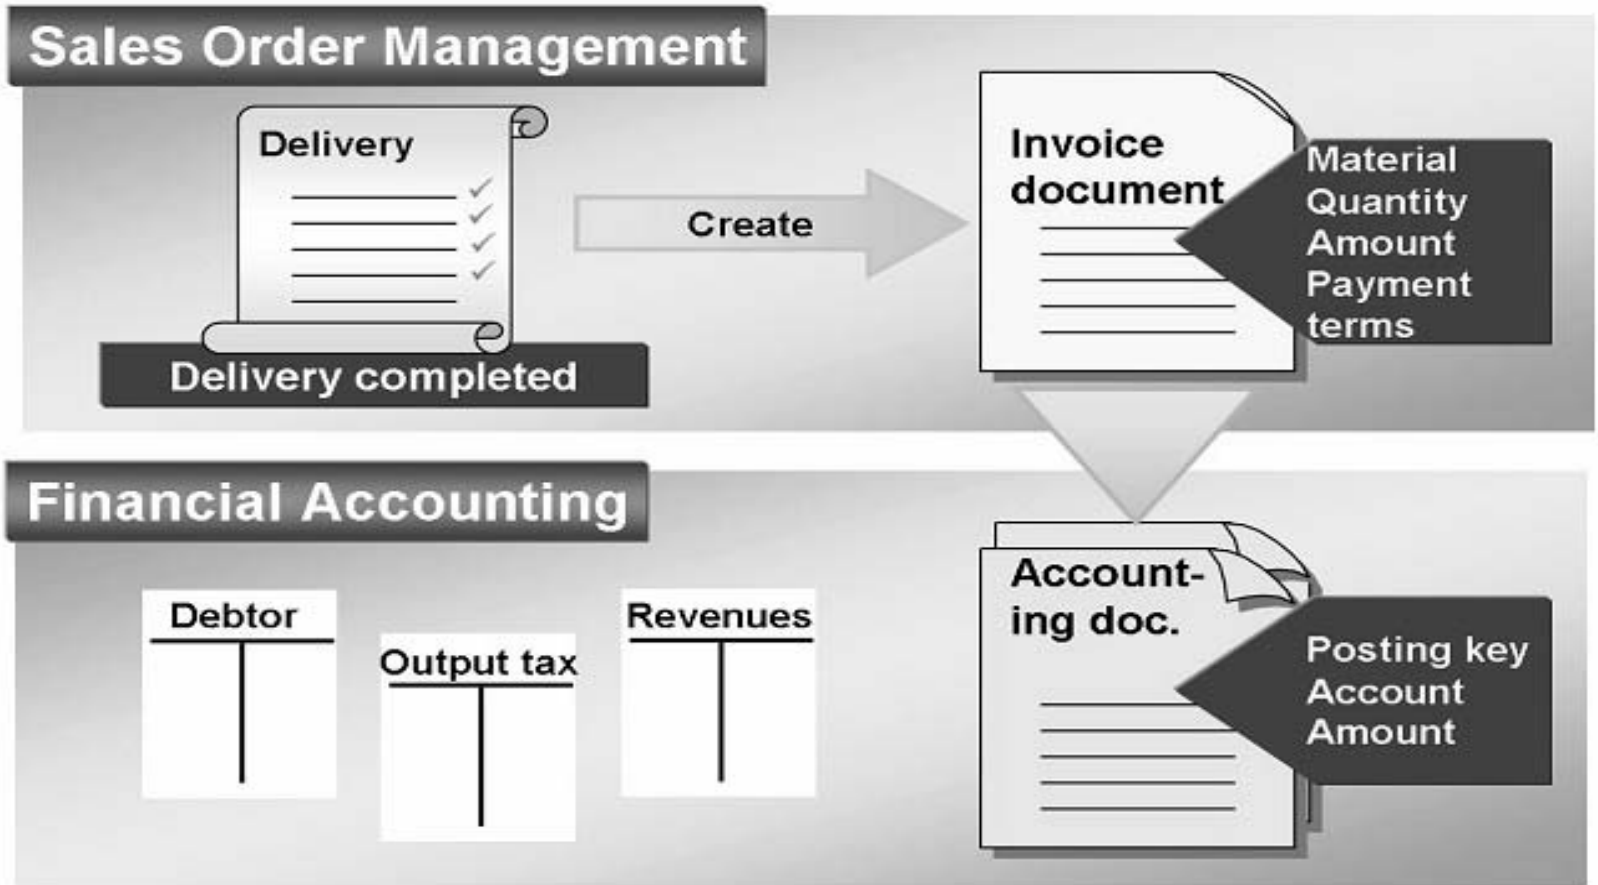 Sales Order Management
Delivery
Delivery completed
Create
Invoice
document
Material
Quantity
Amount
Payment
terms
Financial Accounting
Debtor
Output tax
Revenues
Account-
ing doc.
Posting key
Account
Amount